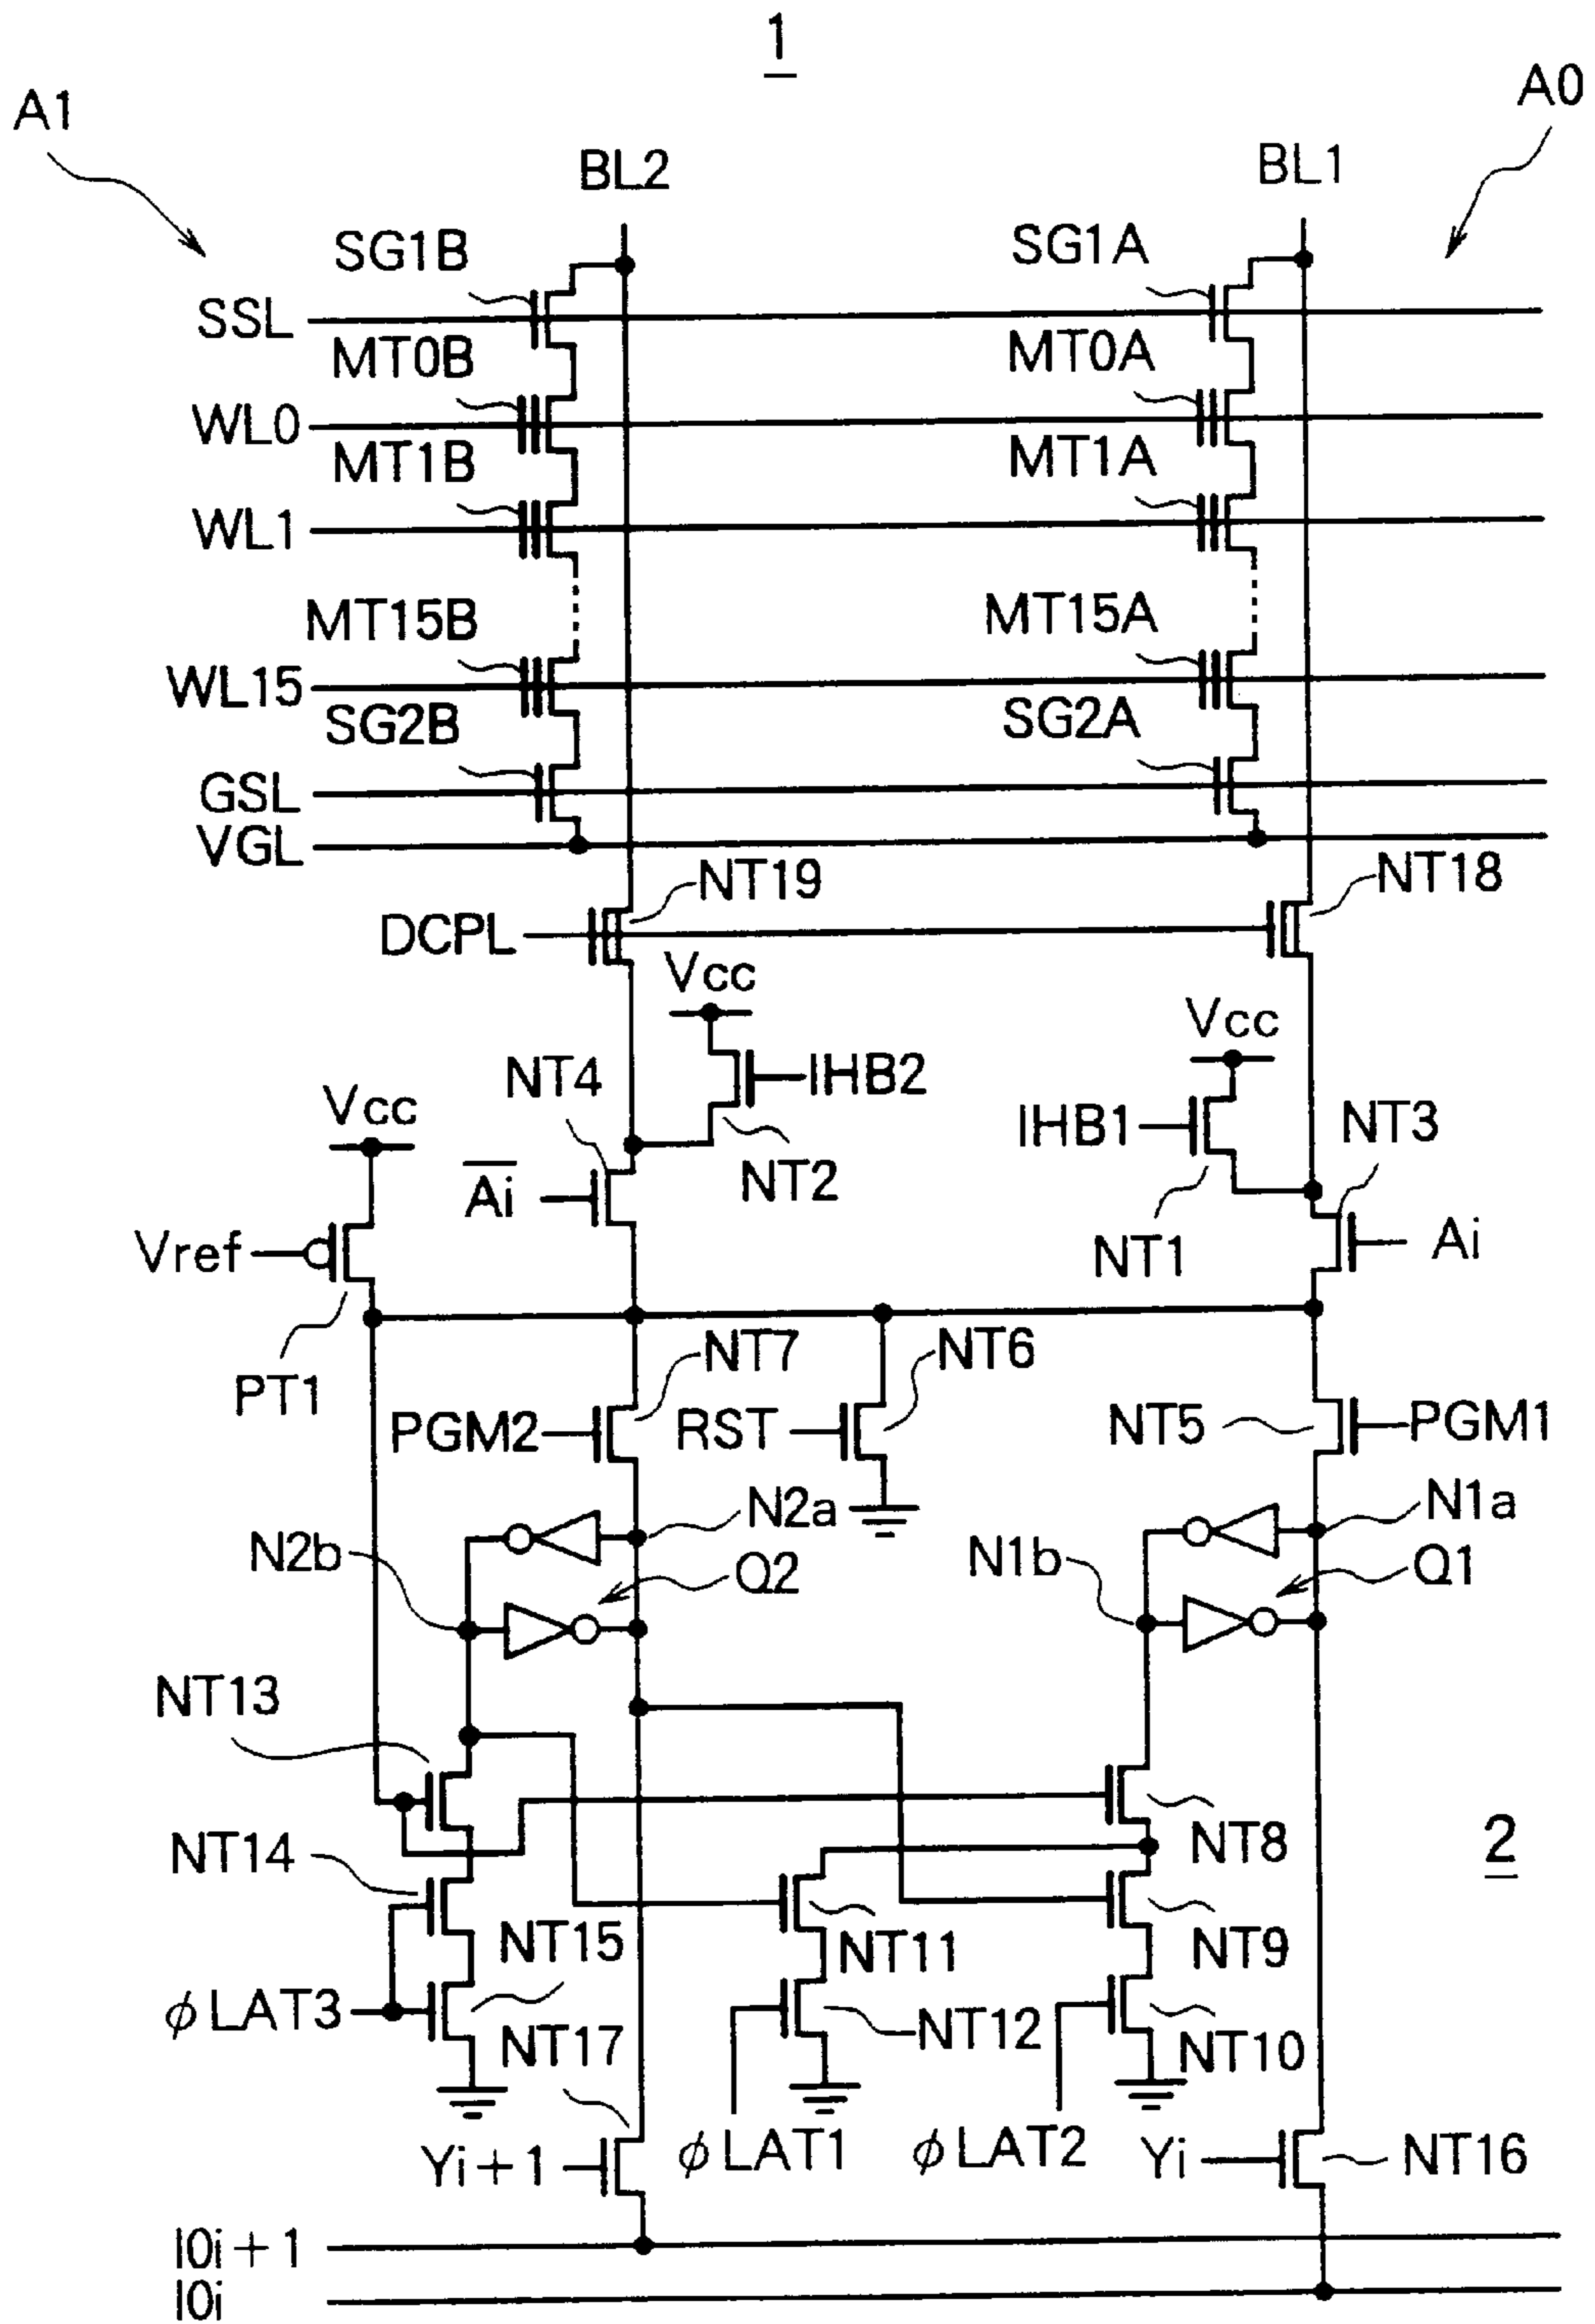 1
A1
A0
BL2
BL1
SG1B
SG1A
SSL
MT0B
MT0A
WL0
MT1B
MT1A
WL1
MT15B
MT15A
WL15
SG2B
SG2A
GSL
VGL
NT19
NT18
DCPL
Vcc
Vcc
NT4
IHB2
Vcc
IHB1
NT3
Ai
NT2
Vref
NT1
Ai
PT1
NT7
NT6
PGM2
RST
NT5
PGM1
N2a
N1a
N2b
Q2
N1b
Q1
NT13
NT8
2
NT14
NT15
NT11
NT9
φLAT3
NT17
NT12
NT10
Yi+1
φLAT1
φLAT2
Yi
NT16
I0i+1
I0i